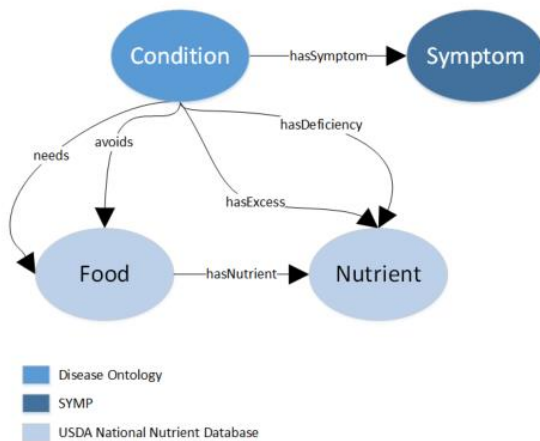 Condition
hasSymptom
Symptom
needs
avoids
hasDeficiency
hasExcess
Food
hasNutrient
Nutrient
Disease Ontology
SYMP
USDA National Nutrient Database